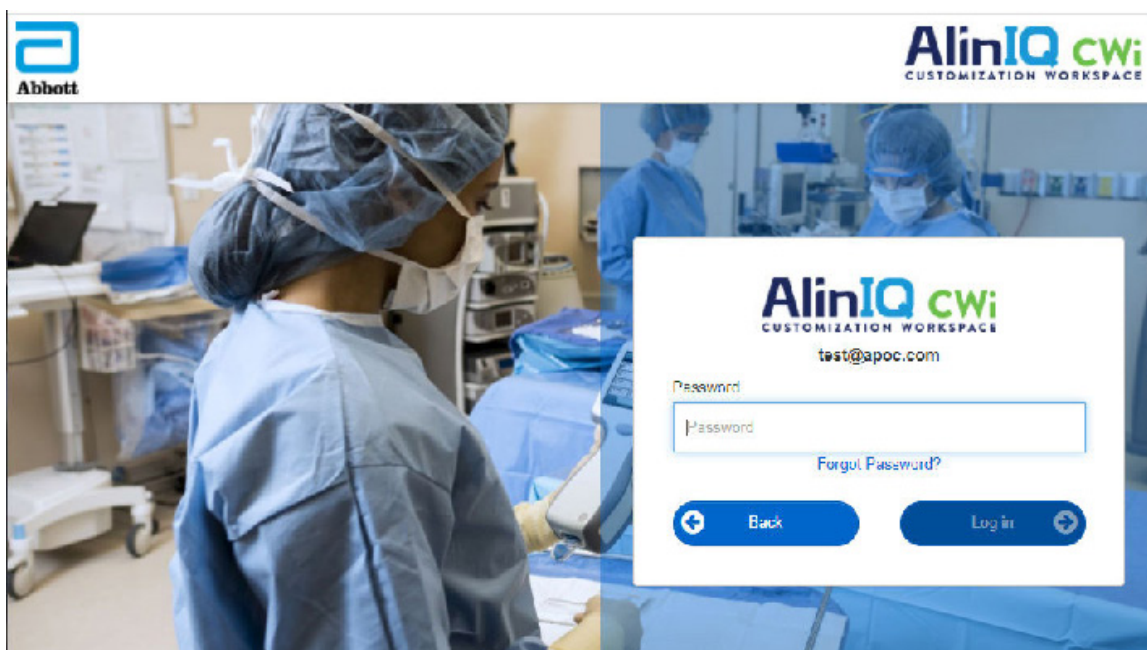 Abbott
AlinIQ CWi
CUSTOMIZATION WORKSPACE
AlinIQ CWi
CUSTOMIZATION WORKSPACE
test@apoc.com
Password
Password
Forgot Password?
Back
Log in